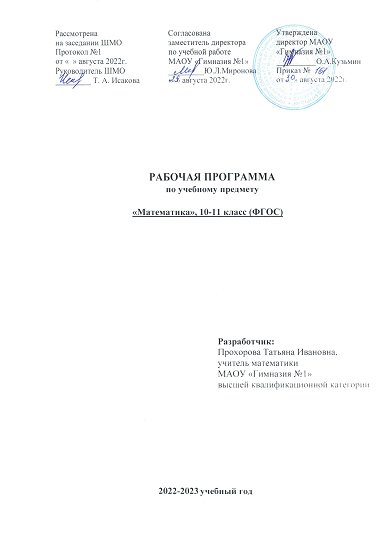 Рассмотрена
на заседании ШМО
Протокол №1
от « » августа 2022г.
Руководитель ШМО
Т. А. Исакова
Согласована
заместитель директора
по учебной работе
МАОУ «Гимназия №1»
Ю.Л.Миронова
августа 2022г.
Утверждена
директор МАОУ
«Гимназия №1»
О.А.Кузьмин
Приказ №
от августа 2022г.
РАБОЧАЯ ПРОГРАММА
по учебному предмету
«Математика», 10-11 класс (ФГОС)
Разработчик:
Прохорова Татьяна Ивановна,
учитель математики
МАОУ «Гимназия №1»
высшей квалификационной категории
2022-2023 учебный год